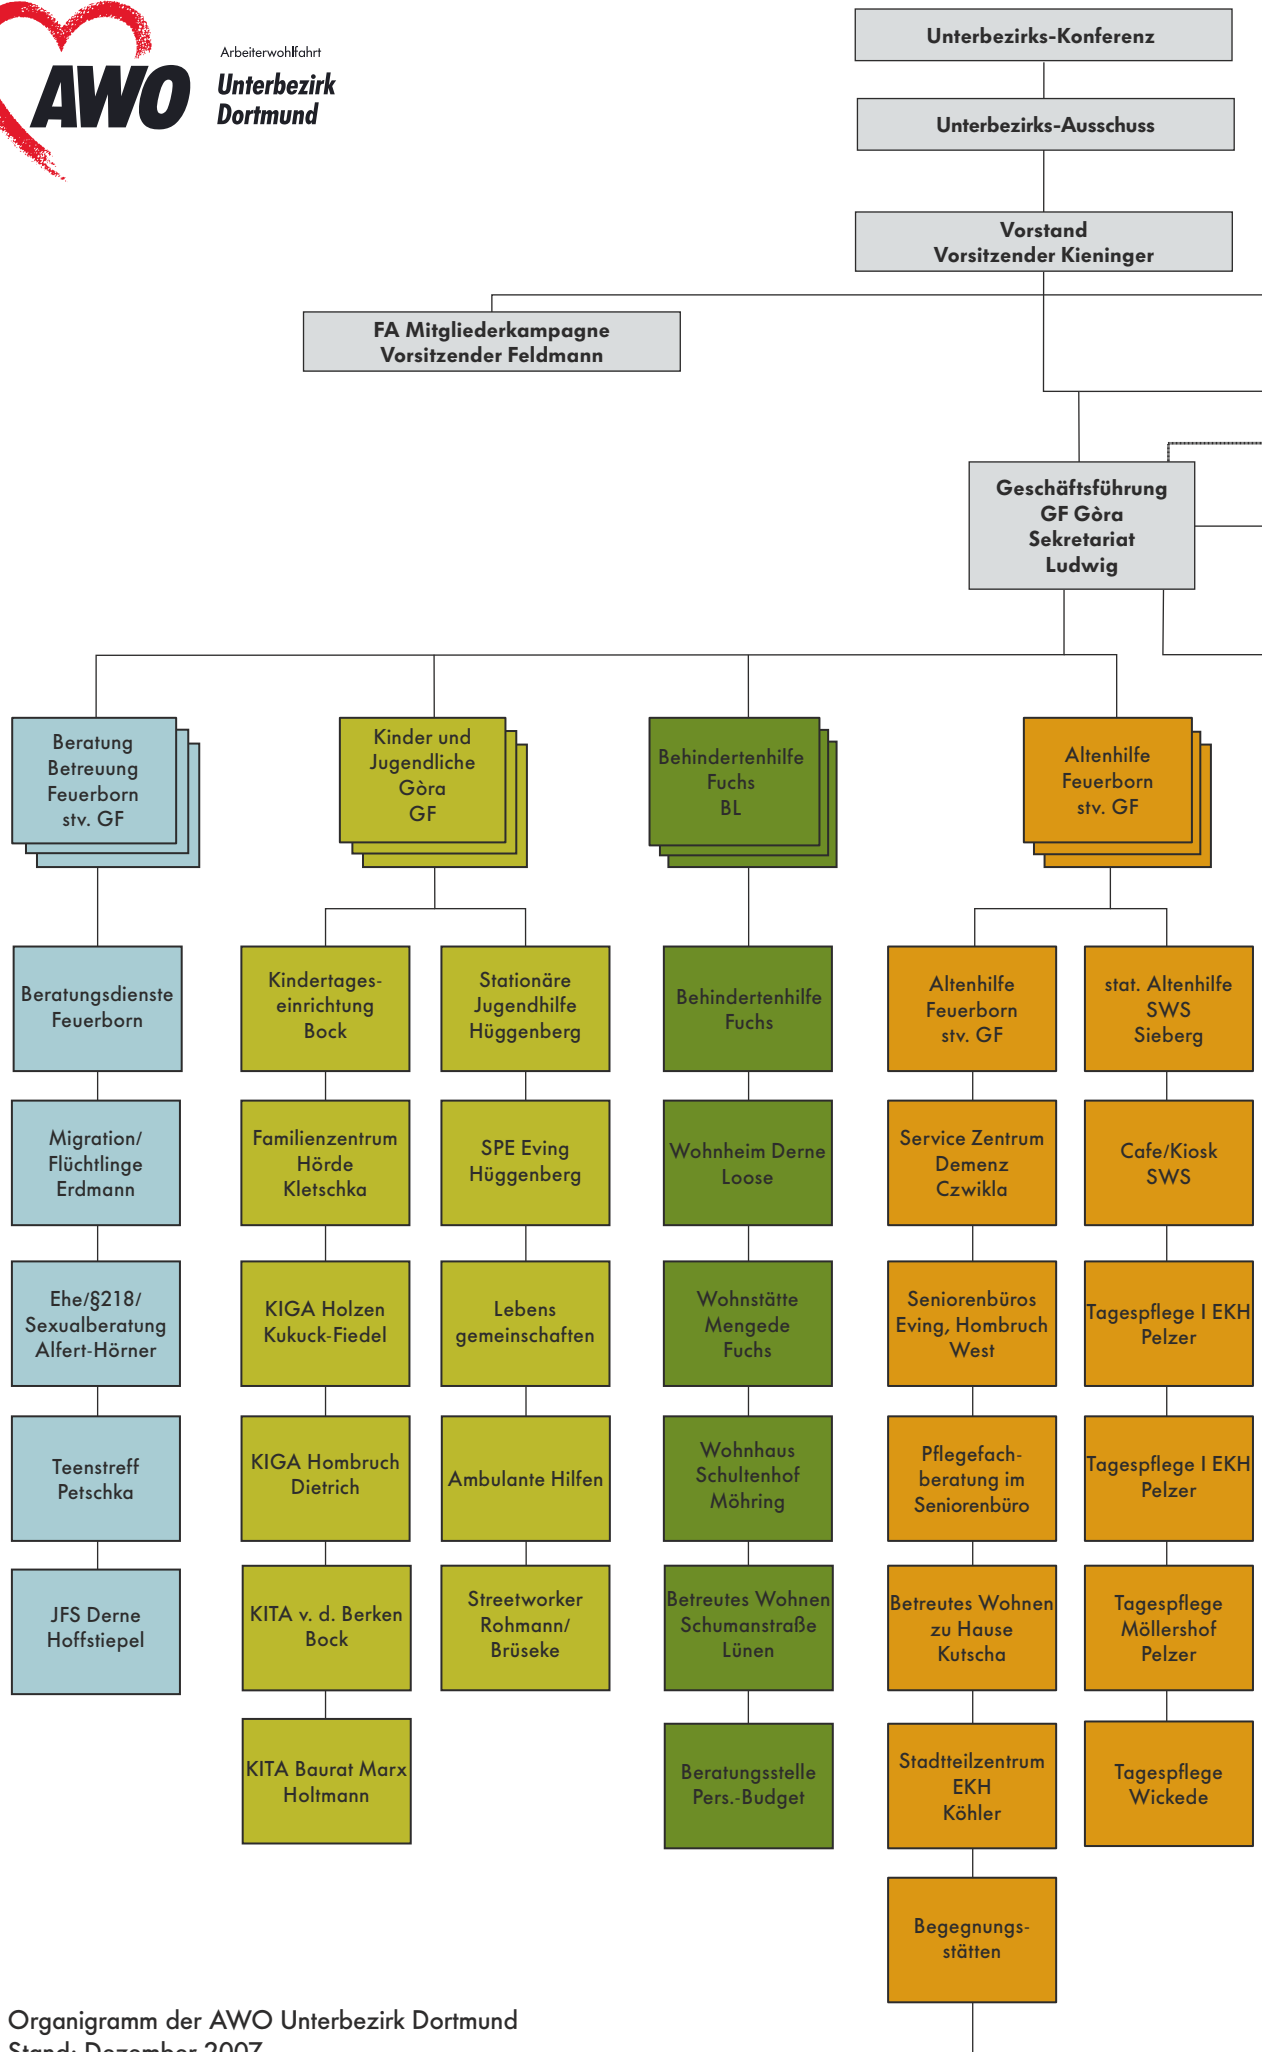 AWO
Arbeiterwohlfahrt
Unterbezirk
Dortmund
Unterbezirks-Konferenz
Unterbezirks-Ausschuss
Vorstand
Vorsitzender Kieninger
FA Mitgliederkampagne
Vorsitzender Feldmann
Geschäftsführung
GF Gòra
Sekretariat
Ludwig
Beratung
Betreuung
Feuerborn
stv. GF
Kinder und
Jugendliche
Gòra
GF
Behindertenhilfe
Fuchs
BL
Altenhilfe
Feuerborn
stv. GF
Beratungsdienste
Feuerborn
Migration/
Flüchtlinge
Erdmann
Ehe/§218/
Sexualberatung
Alfert-Hörner
Teenstreff
Petschka
JFS Derne
Hoffstiepel
Kindertages-
einrichtung
Bock
Familienzentrum
Hörde
Kletschka
KIGA Holzen
Kukuck-Fiedel
KIGA Hombruch
Dietrich
KITA v. d. Berken
Bock
KITA Baurat Marx
Holtmann
Stationäre
Jugendhilfe
Hüggenberg
SPE Eving
Hüggenberg
Lebens
gemeinschaften
Ambulante Hilfen
Streetworker
Rohmann/
Brüseke
Behindertenhilfe
Fuchs
Wohnheim Derne
Loose
Wohnstätte
Mengede
Fuchs
Wohnhaus
Schultenhof
Möhring
Betreutes Wohnen
Schumanstraße
Lünen
Beratungsstelle
Pers.-Budget
Altenhilfe
Feuerborn
stv. GF
Service Zentrum
Demenz
Czwikla
Seniorenbüros
Eving, Hombruch
West
Pflegefach-
beratung im
Seniorenbüro
Betreutes Wohnen
zu Hause
Kutscha
Stadtteilzentrum
EKH
Köhler
Begegnungs-
stätten
stat. Altenhilfe
SWS
Sieberg
Cafe/Kiosk
SWS
Tagespflege I EKH
Pelzer
Tagespflege I EKH
Pelzer
Tagespflege
Möllershof
Pelzer
Tagespflege
Wickede
Organigramm der AWO Unterbezirk Dortmund
Stand: Dezember 2007